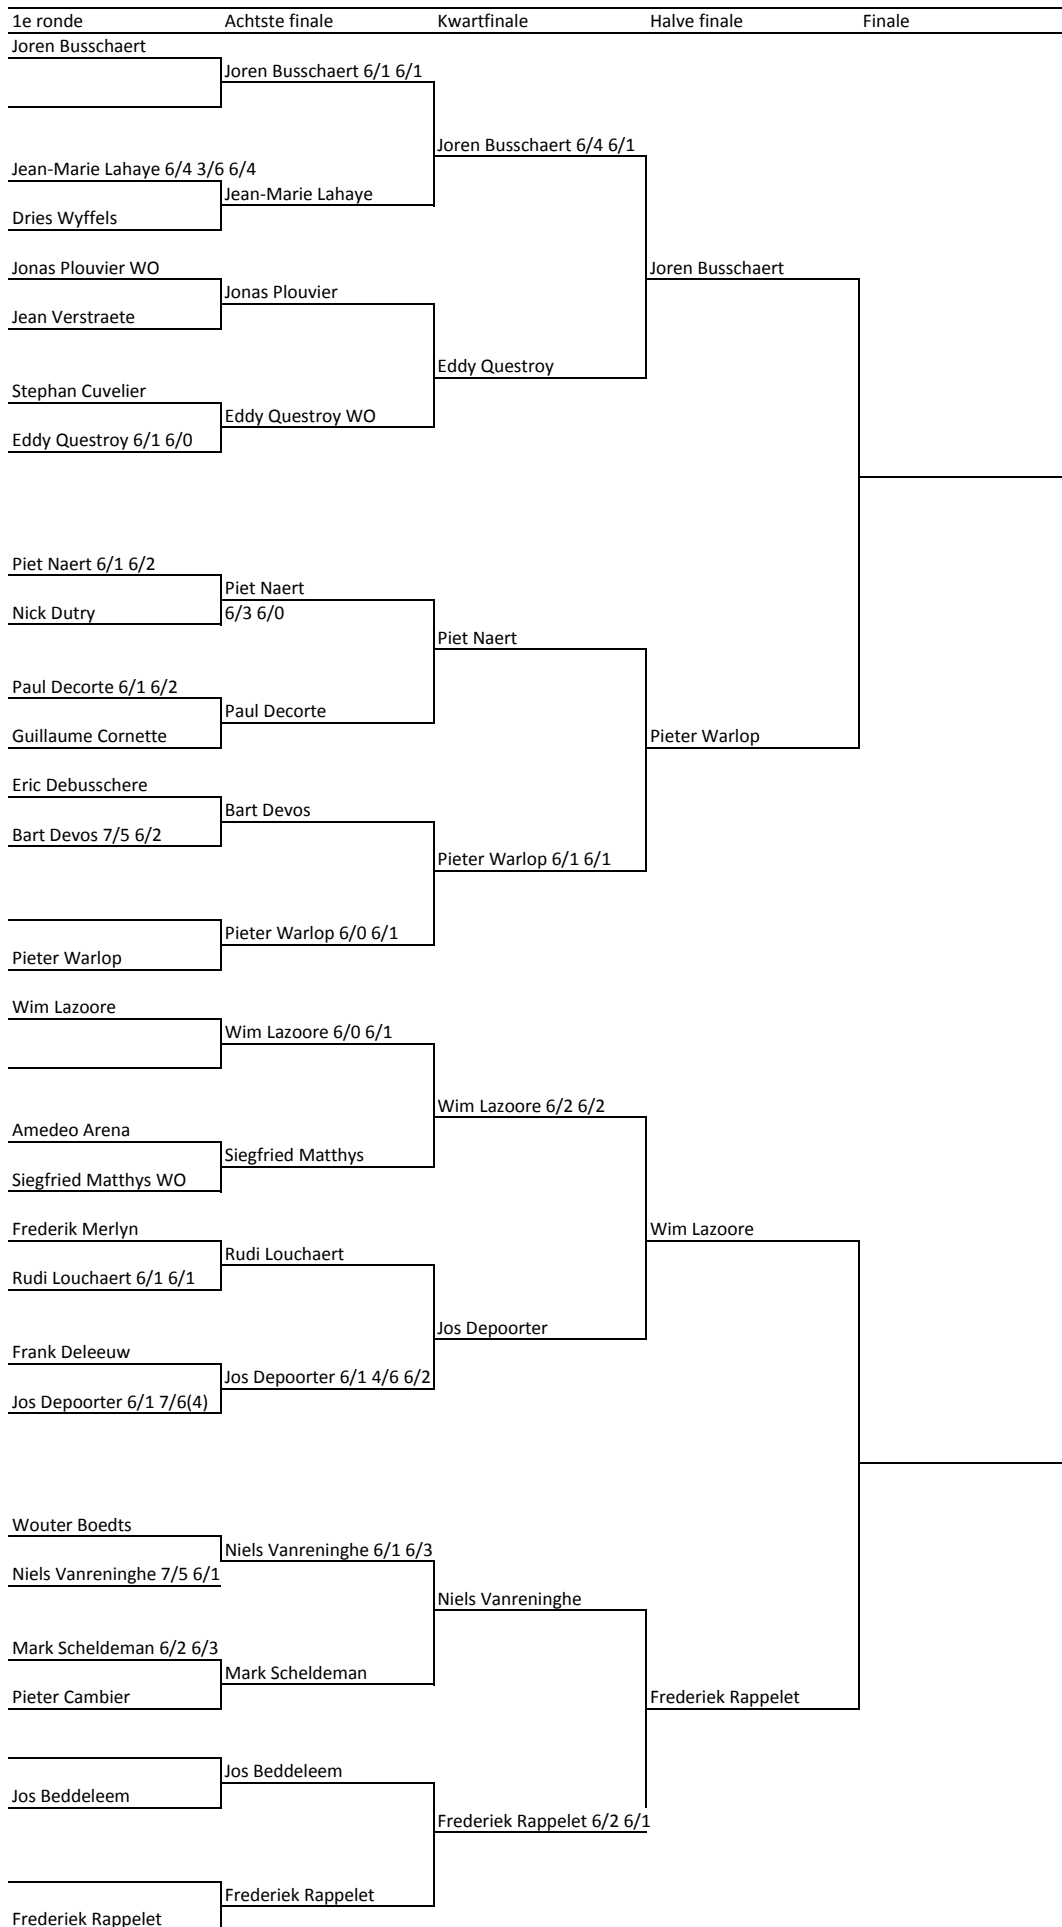 1e ronde Achtste finale Kwartfinale Halve finale Finale
Joren Busschaert
Joren Busschaert 6/1 6/1
Joren Busschaert 6/4 6/1
Jean-Marie Lahaye 6/4 3/6 6/4
Jean-Marie Lahaye
Dries Wyffels
Jonas Plouvier WO
Joren Busschaert
Jonas Plouvier
Jean Verstraete
Eddy Questroy
Stephan Cuvelier
Eddy Questroy WO
Eddy Questroy 6/1 6/0
Piet Naert 6/1 6/2
Piet Naert
Nick Dutry
6/3 6/0
Piet Naert
Paul Decorte 6/1 6/2
Paul Decorte
Guillaume Cornette
Pieter Warlop
Eric Debusschere
Bart Devos
Bart Devos 7/5 6/2
Pieter Warlop 6/1 6/1
Pieter Warlop 6/0 6/1
Pieter Warlop
Wim Lazoore
Wim Lazoore 6/0 6/1
Wim Lazoore 6/2 6/2
Amedeo Arena
Siegfried Matthys
Siegfried Matthys WO
Frederik Merlyn
Wim Lazoore
Rudi Louchaert
Rudi Louchaert 6/1 6/1
Jos Depoorter
Frank Deleeuw
Jos Depoorter 6/1 4/6 6/2
Jos Depoorter 6/1 7/6(4)
Wouter Boedts
Niels Vanreninghe 6/1 6/3
Niels Vanreninghe 7/5 6/1
Niels Vanreninghe
Mark Scheldeman 6/2 6/3
Mark Scheldeman
Pieter Cambier
Frederiek Rappelet
Jos Beddeleem
Jos Beddeleem
Frederiek Rappelet 6/2 6/1
Frederiek Rappelet
Frederiek Rappelet